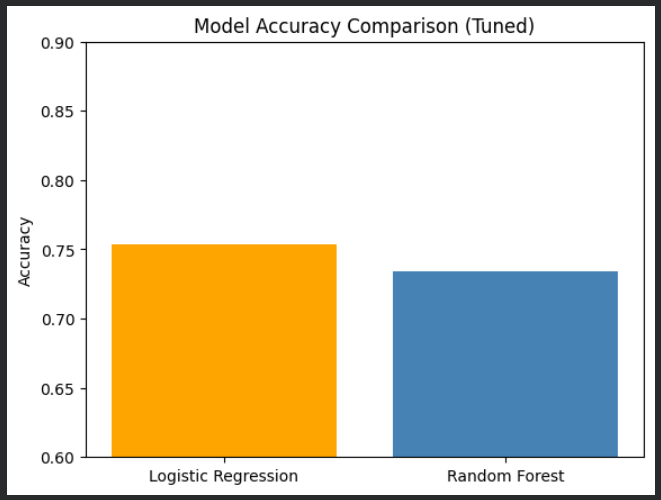 Model Accuracy Comparison (Tuned)
0.90
0.85
0.80
0.75
0.70
0.65
0.60
Accuracy
Logistic Regression
Random Forest